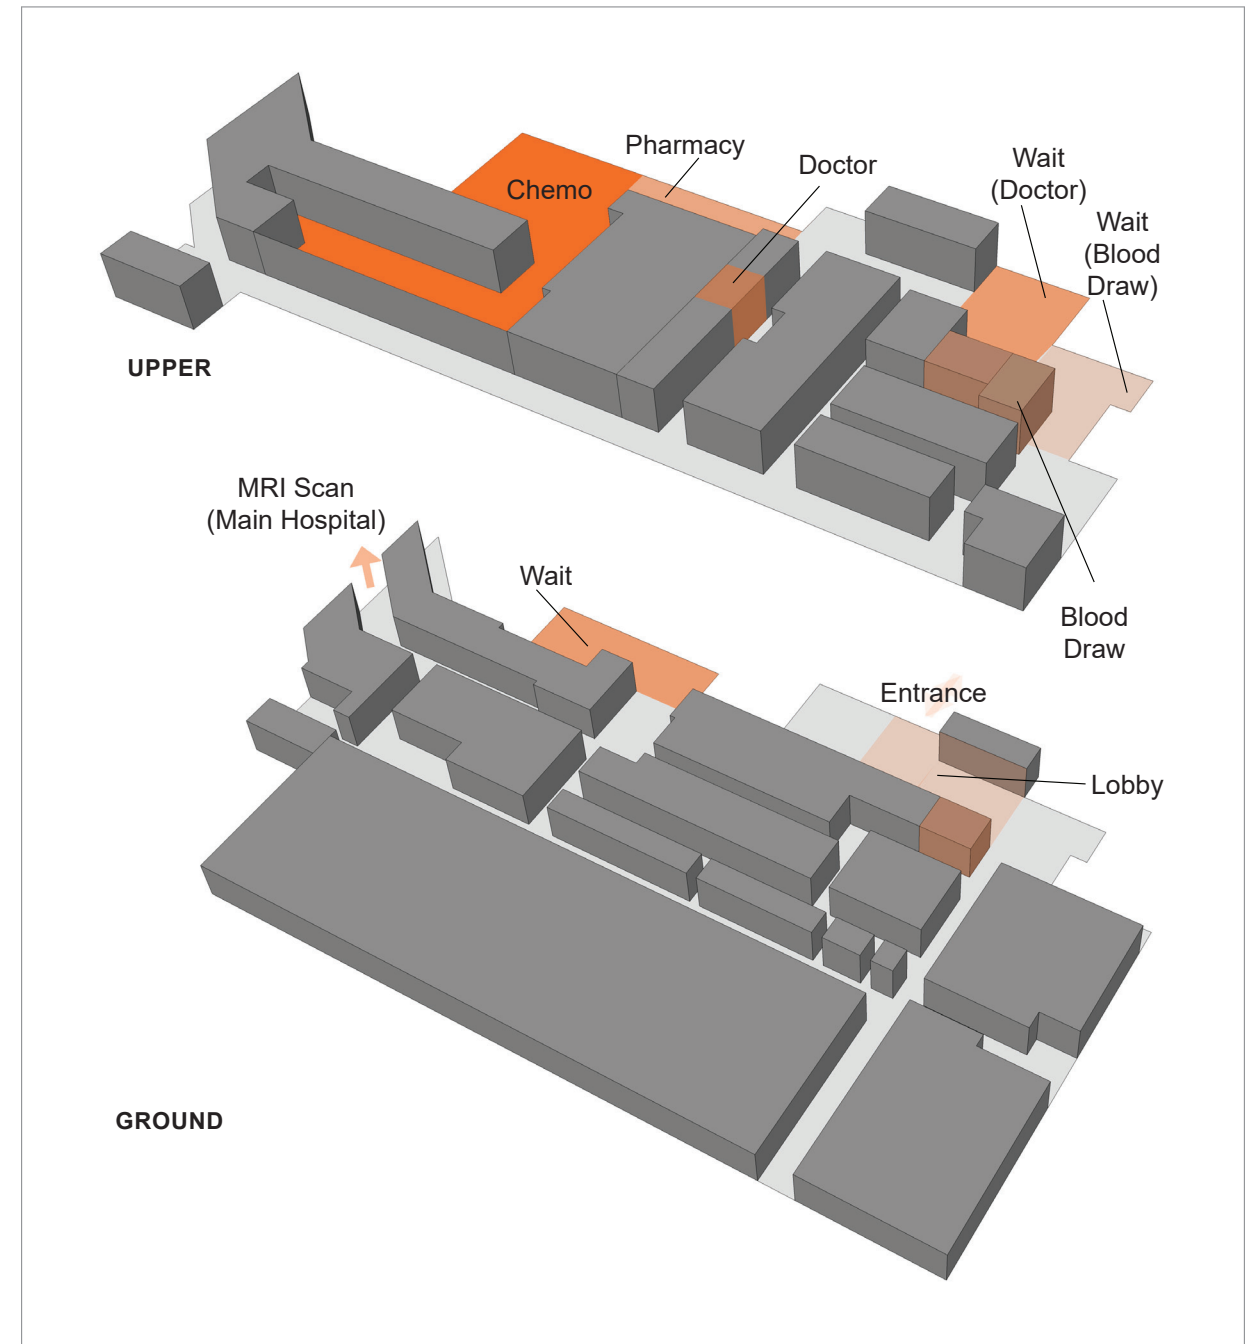 Pharmacy
Doctor
Wait
(Doctor)
Wait
(Blood
Draw)
Chemo
UPPER
MRI Scan
(Main Hospital)
Wait
Blood
Draw
Entrance
Lobby
GROUND